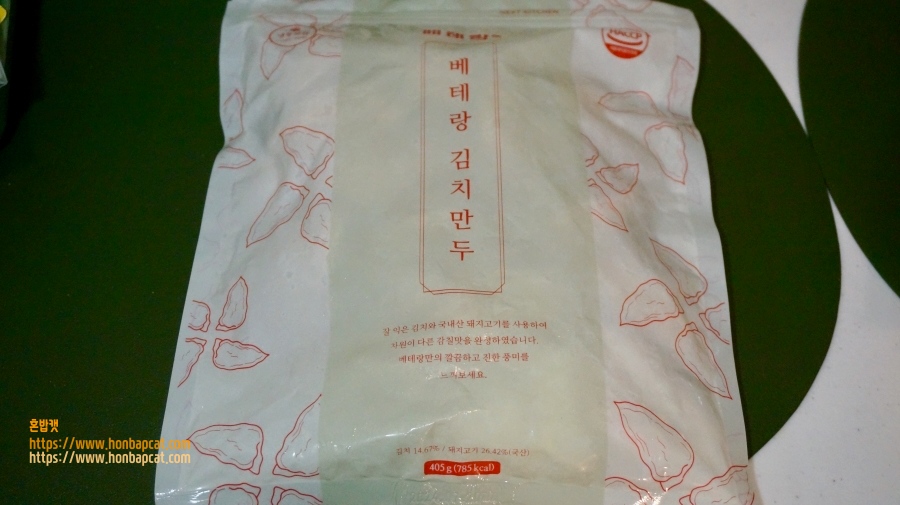 베테랑
HACCP
베테랑 김치만두
잘 익은 김치와 국내산 돼지고기를 사용하여
차원이 다른 감칠맛을 완성하였습니다.
베테랑만의 깔끔하고 진한 풍미를
느껴보세요.
김치 14.67% / 돼지고기 26.42%(국산)
405 g (785 kcal)
혼밥캣
https://www.honbapcat.com
https://www.honbapcat.com